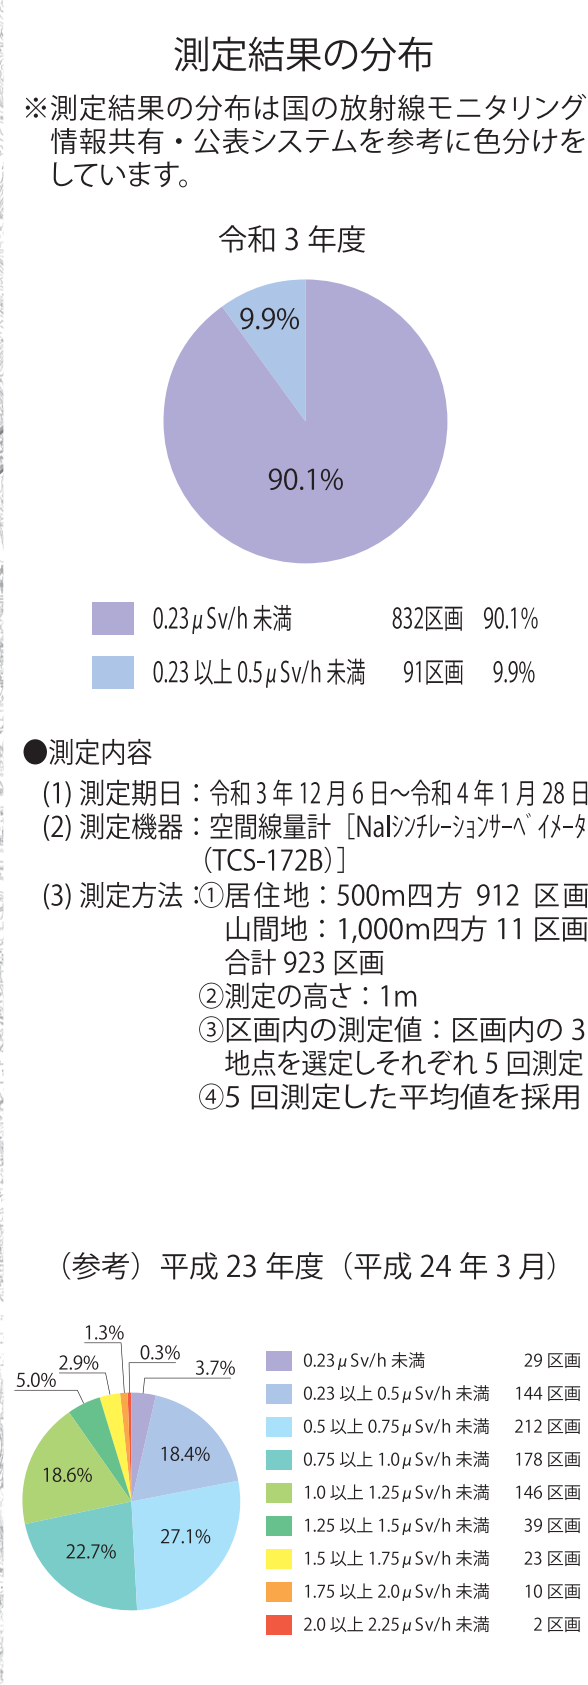 測定結果の分布
※測定結果の分布は国の放射線モニタリング
情報共有・公表システムを参考に色分けを
しています。
令和 3 年度
9.9%
90.1%
0.23μSv/h 未満 832区画 90.1%
0.23 以上 0.5μSv/h 未満 91区画 9.9%
●測定内容
(1) 測定期日：令和 3 年 12 月 6 日〜令和 4 年 1 月 28 日
(2) 測定機器：空間線量計［NaIｼﾝﾁﾚｰｼｮﾝｻｰﾍﾞｲﾒｰﾀ
（TCS-172B）］
(3) 測定方法：①居住地：500m四方 912 区画
山間地：1,000m四方 11 区画
合計 923 区画
②測定の高さ：1m
③区画内の測定値：区画内の 3
地点を選定しそれぞれ 5 回測定
④5 回測定した平均値を採用
（参考）平成 23 年度（平成 24 年 3 月）
1.3%
0.3%
2.9%
3.7%
5.0%
18.4%
18.6%
27.1%
22.7%
0.23μSv/h 未満 29 区画
0.23 以上 0.5μSv/h 未満 144 区画
0.5 以上 0.75μSv/h 未満 212 区画
0.75 以上 1.0μSv/h 未満 178 区画
1.0 以上 1.25μSv/h 未満 146 区画
1.25 以上 1.5μSv/h 未満 39 区画
1.5 以上 1.75μSv/h 未満 23 区画
1.75 以上 2.0μSv/h 未満 10 区画
2.0 以上 2.25μSv/h 未満 2 区画